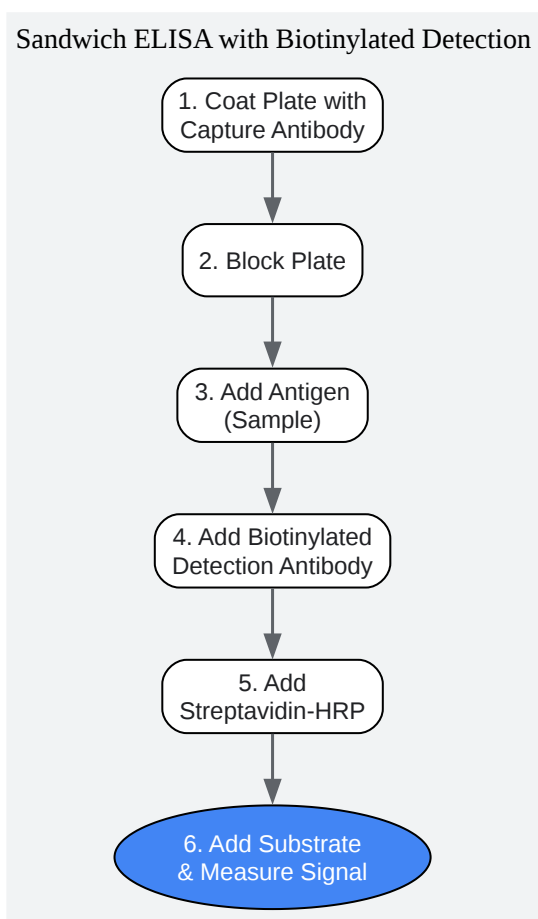 Sandwich ELISA with Biotinylated Detection
1. Coat Plate with
Capture Antibody
2. Block Plate
3. Add Antigen
(Sample)
4. Add Biotinylated
Detection Antibody
5. Add
Streptavidin-HRP
6. Add Substrate
& Measure Signal